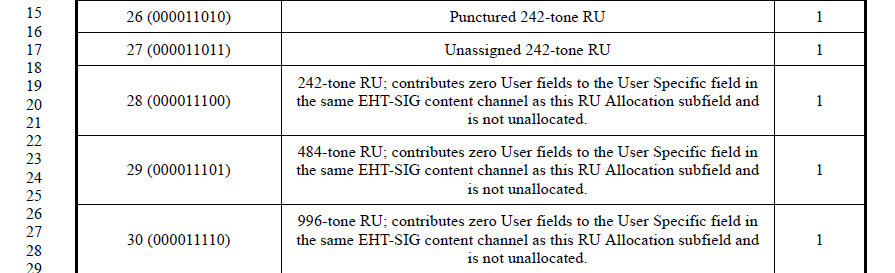 15
26 (000011010) Punctured 242-tone RU 1
16
17
27 (000011011) Unassigned 242-tone RU 1
18
19
242-tone RU; contributes zero User fields to the User Specific field in
20
28 (000011100) the same EHT-SIG content channel as this RU Allocation subfield and 1
21
is not unallocated.
22
23
484-tone RU; contributes zero User fields to the User Specific field in
24
29 (000011101) the same EHT-SIG content channel as this RU Allocation subfield and 1
25
is not unallocated.
26
996-tone RU; contributes zero User fields to the User Specific field in
27
30 (000011110) the same EHT-SIG content channel as this RU Allocation subfield and 1
28
is not unallocated.
29